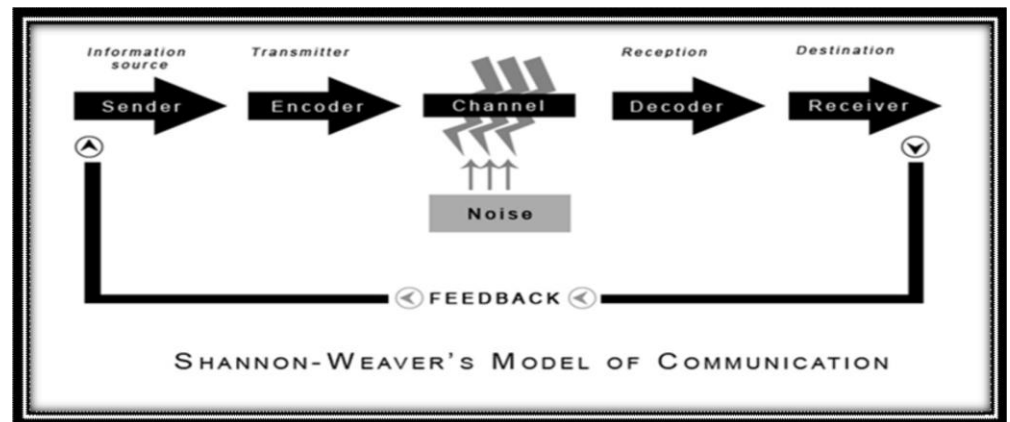 Information source
Transmitter
Reception
Destination
Sender
Encoder
Channel
Decoder
Receiver
Noise
FEEDBACK
SHANNON-WEAVER'S MODEL OF COMMUNICATION